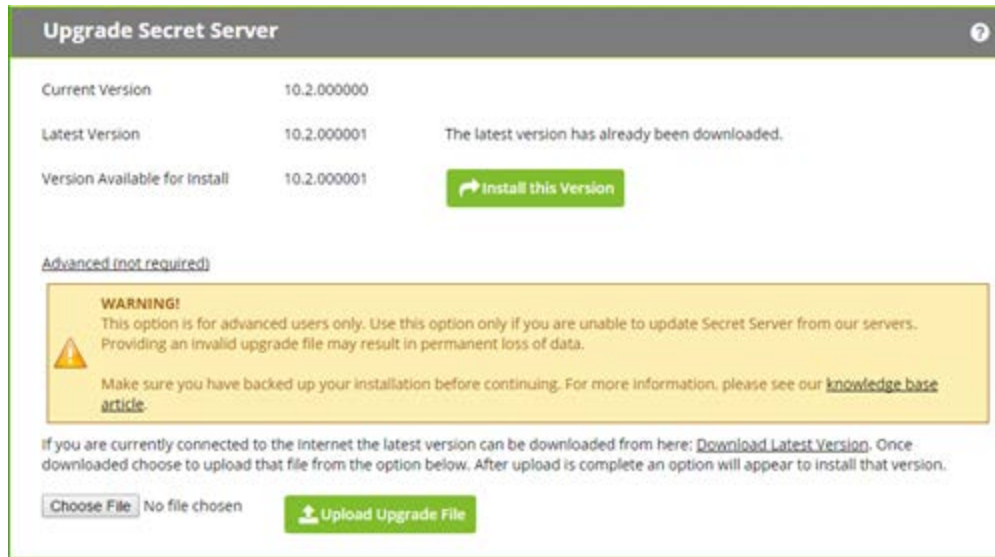 Upgrade Secret Server
Current Version 10.2.000000
Latest Version 10.2.000001 The latest version has already been downloaded.
Version Available for Install 10.2.000001 Install this Version
Advanced (not required)
WARNING!
This option is for advanced users only. Use this option only if you are unable to update Secret Server from our servers.
Providing an invalid upgrade file may result in permanent loss of data.
Make sure you have backed up your installation before continuing. For more information, please see our knowledge base
article.
If you are currently connected to the Internet the latest version can be downloaded from here: Download Latest Version. Once
downloaded choose to upload that file from the option below. After upload is complete an option will appear to install that version.
Choose File No file chosen Upload Upgrade File